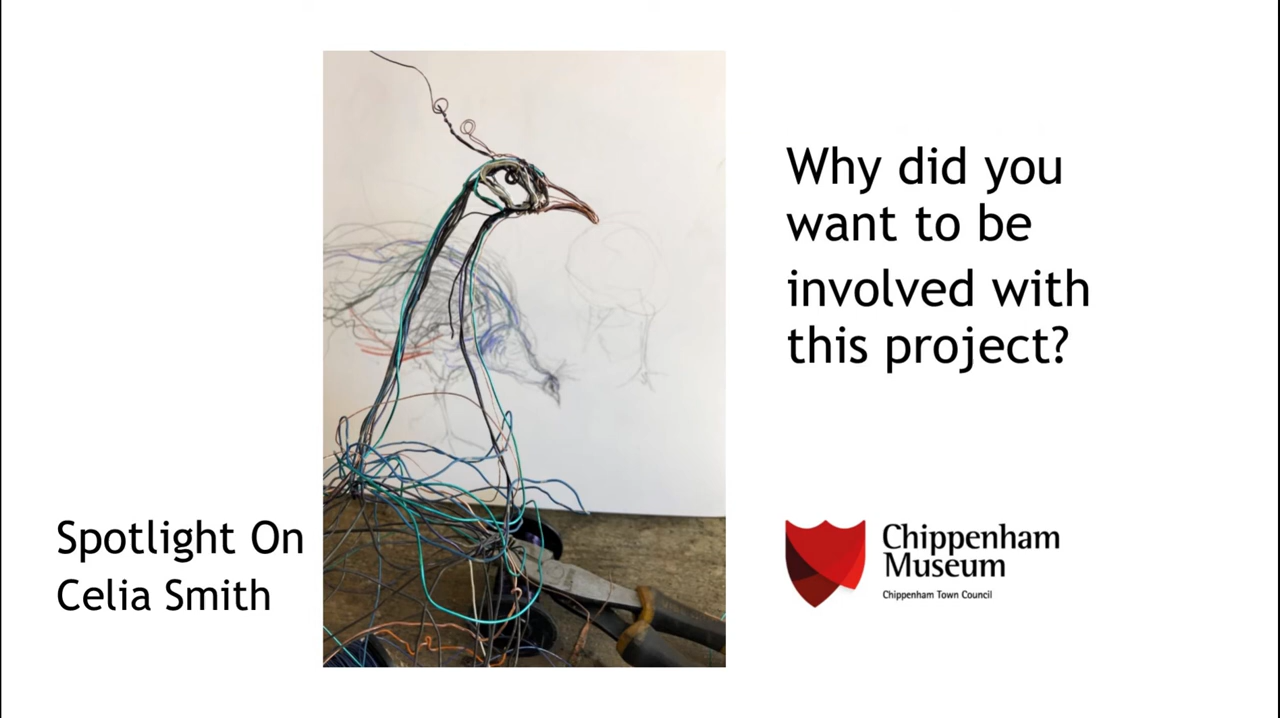 Why did you
want to be
involved with
this project?
Spotlight On
Celia Smith
Chippenham
Museum
Chippenham Town Council